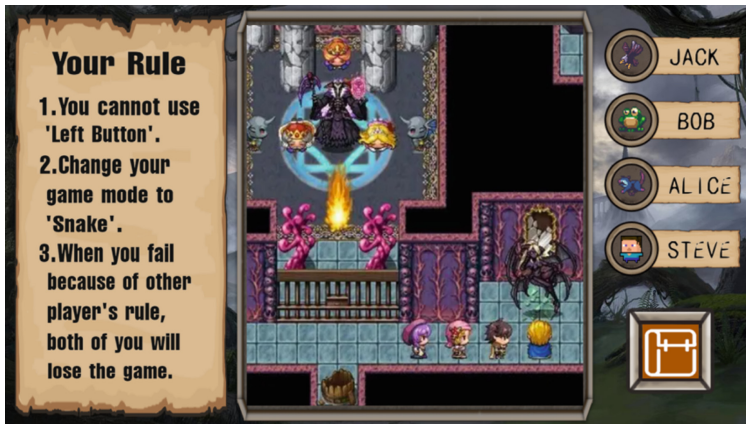 Your Rule
1.You cannot use
'Left Button'.
2.Change your
game mode to
'Snake'.
3.When you fail
because of other
player's rule,
both of you will
lose the game.
JACK
BOB
ALICE
STEVE